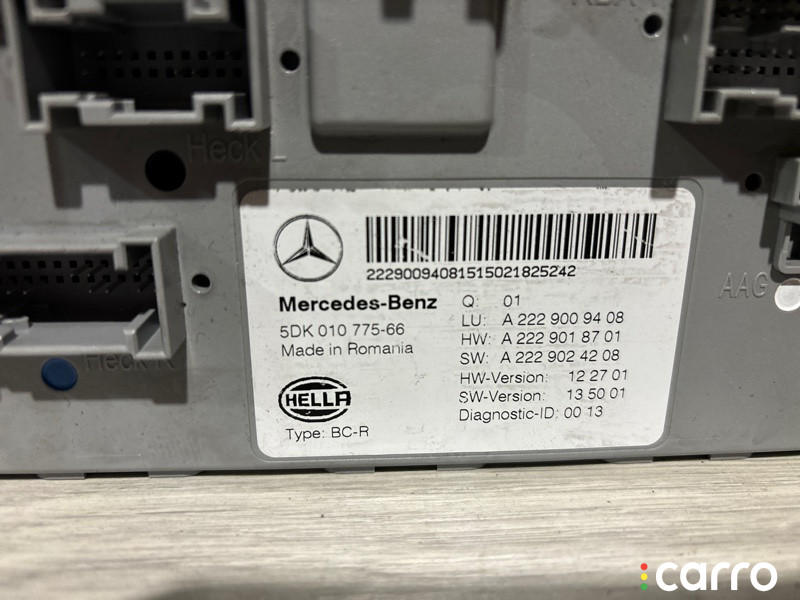 Heck L
22290094081515021825242
Mercedes-Benz
5DK 010 775-66
Made in Romania
HELLA
Type: BC-R
Q: 01
LU: A 222 900 94 08
HW: A 222 901 87 01
SW: A 222 902 42 08
HW-Version: 12 27 01
SW-Version: 13 50 01
Diagnostic-ID: 00 13
AAG
Heck R
carro